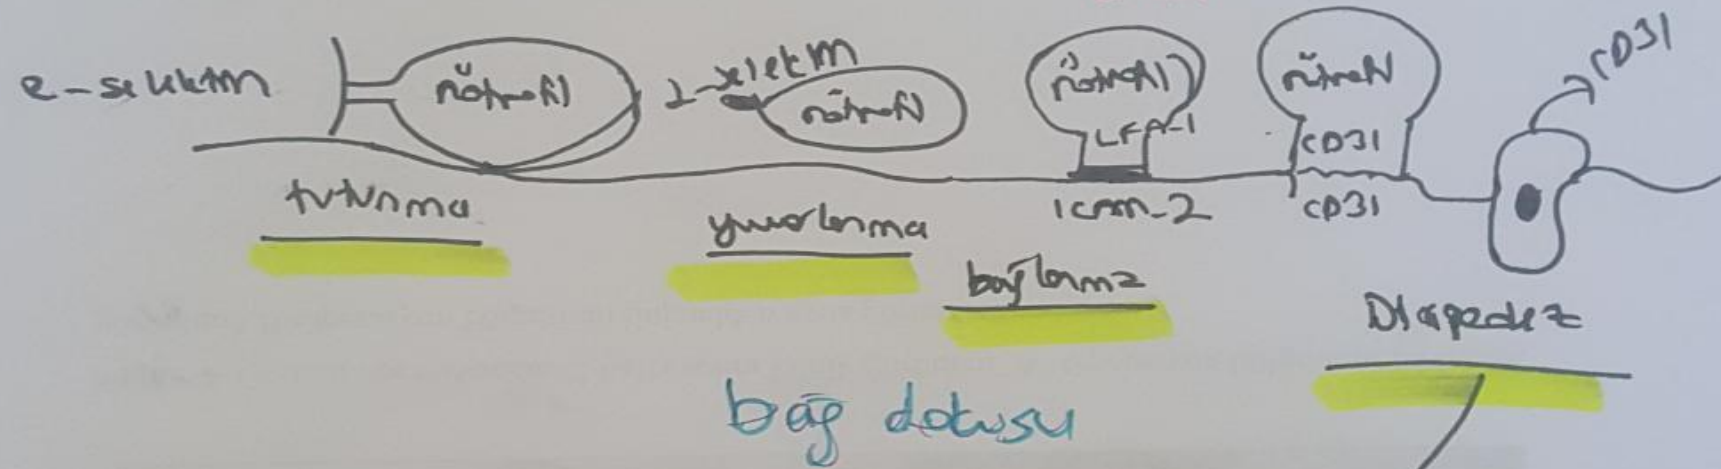 e-selektin
nötrofil
L-selektin
nötrofil
nötrofil
LFA-1
nötrofil
CD31
CD31
tutunma
yuvarlanma
ICAM-2
CD31
bağlanma
Diapedez
bağ dokusu